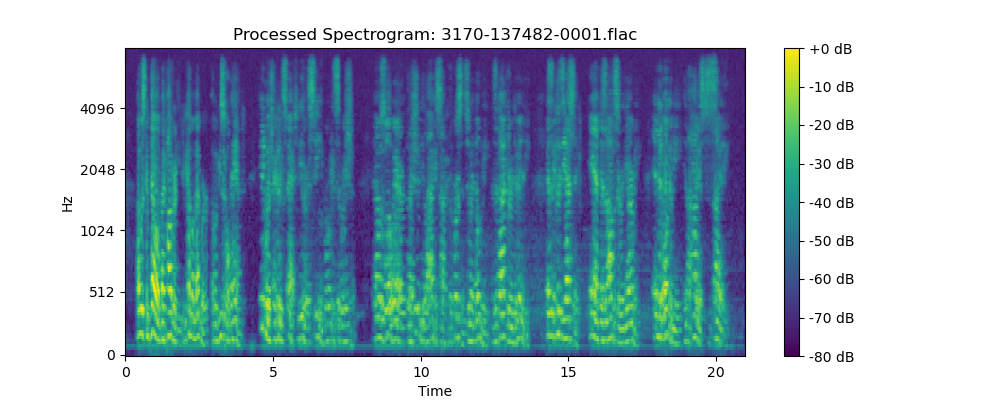 Processed Spectrogram: 3170-137482-0001.flac
Hz
4096
2048
1024
512
0
0 5 10 15 20
Time
+0 dB
-10 dB
-20 dB
-30 dB
-40 dB
-50 dB
-60 dB
-70 dB
-80 dB